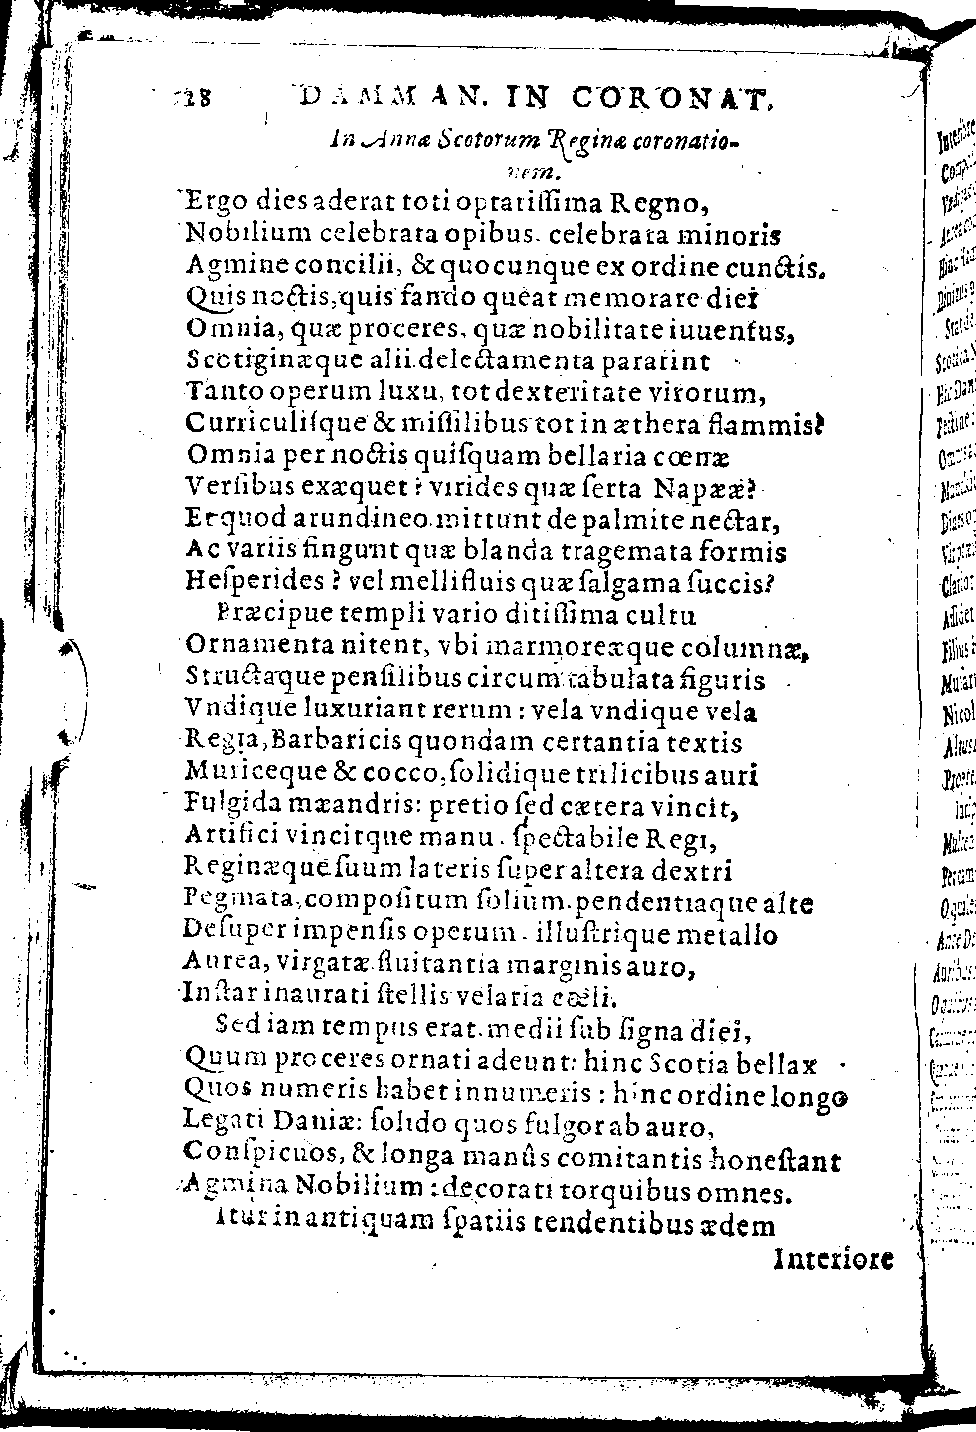 28 DAMMAN. IN CORONAT.
In Annæ Scotorum Reginæ coronatio-
nem.
Ergo dies aderat toti optatiſſima Regno,
Nobilium celebrata opibus, celebrata minoris
Agmine concilii, & quocunque ex ordine cunctis.
Quis noctis, quis fando queat memorare diei
Omnia, quæ proceres, quæ nobilitate iuuentus,
Scotiginæque alii delectamenta pararint
Tanto operum luxu, tot dexteritate virorum,
Curriculiſque & miſſilibus tot in æthera flammis?
Omnia per noctis quiſquam bellaria cœnæ
Verſibus exæquet? virides quæ ſerta Napææ?
Et quod arundineo mittunt de palmite nectar,
Ac variis fingunt quæ blanda tragemata formis
Heſperides? vel mellifluis quæ ſalgama ſuccis?
Præcipue templi vario ditiſſima cultu
Ornamenta nitent, vbi marmoreæque columnæ,
Structaque penſilibus circum tabulata figuris
Vndique luxuriant rerum: vela vndique vela
Regia, Barbaricis quondam certantia textis
Muriceque & cocco, ſolidique trilicibus auri
Fulgida mæandris: pretio ſed cætera vincit,
Artifici vincitque manu. ſpectabile Regi,
Reginæque ſuum lateris ſuper altera dextri
Pegmata, compoſitum ſolium. pendentiaque alte
Deſuper impenſis operum. illuſtrique metallo
Aurea, virgatæ fluitantia marginis auro,
Inſtar inaurati ſtellis velaria cœli.
Sed iam tempus erat. medii ſub ſigna diei,
Quum proceres ornati adeunt: hinc Scotia bellax
Quos numeris habet innumeris: hinc ordine longo
Legati Daniæ: ſolido quos fulgor ab auro,
Conſpicuos, & longa manûs comitantis honeſtant
Agmina Nobilium: decorati torquibus omnes.
Itur in antiquam ſpatiis tendentibus ædem
Interiore